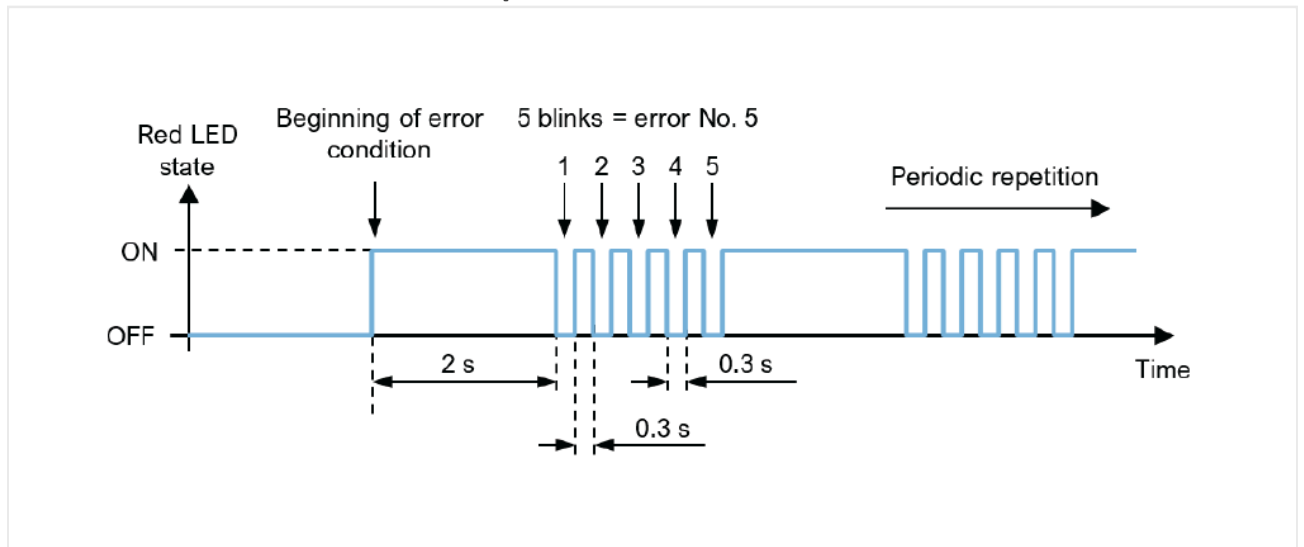 Red LED
state
Beginning of error
condition
5 blinks = error No. 5
1 2 3 4 5
Periodic repetition
ON
OFF
2 s
0.3 s
Time
0.3 s